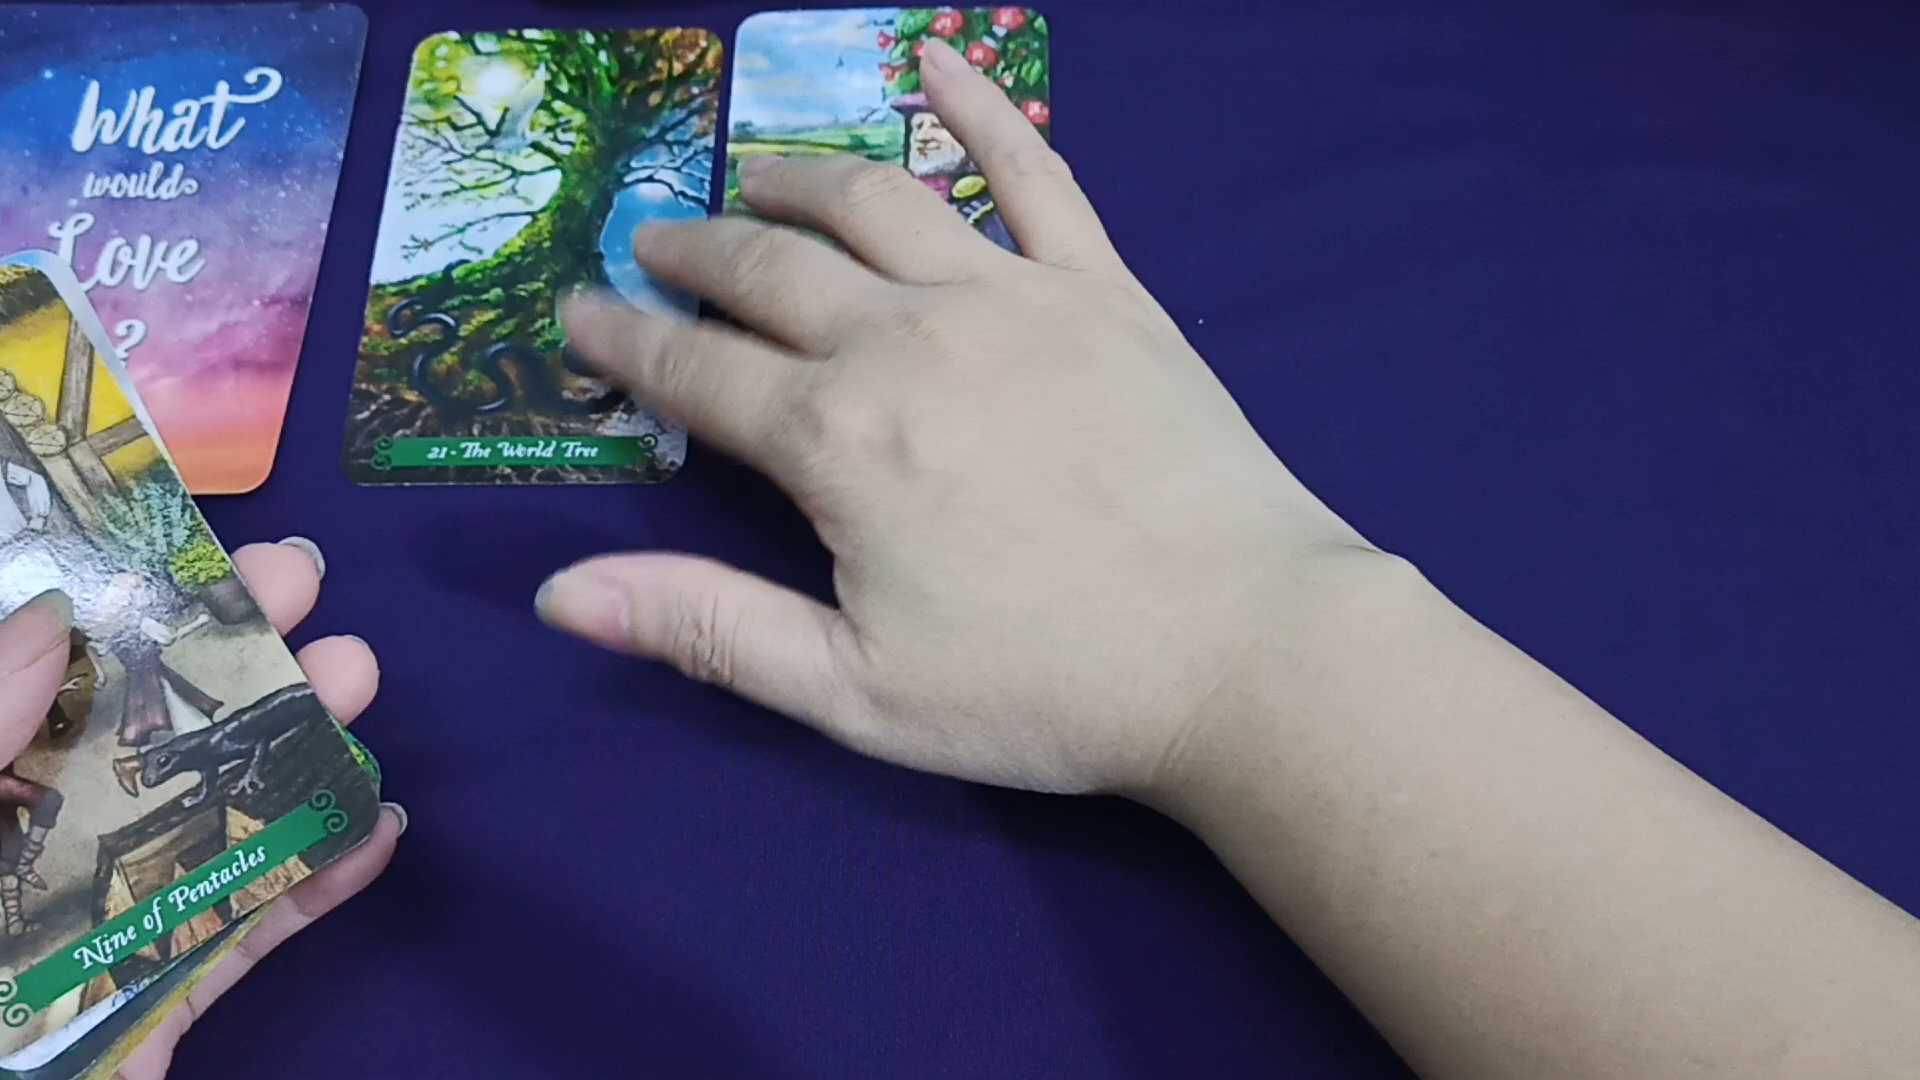 What
would
Love
?
21 - The World Tree
Nine of Pentacles